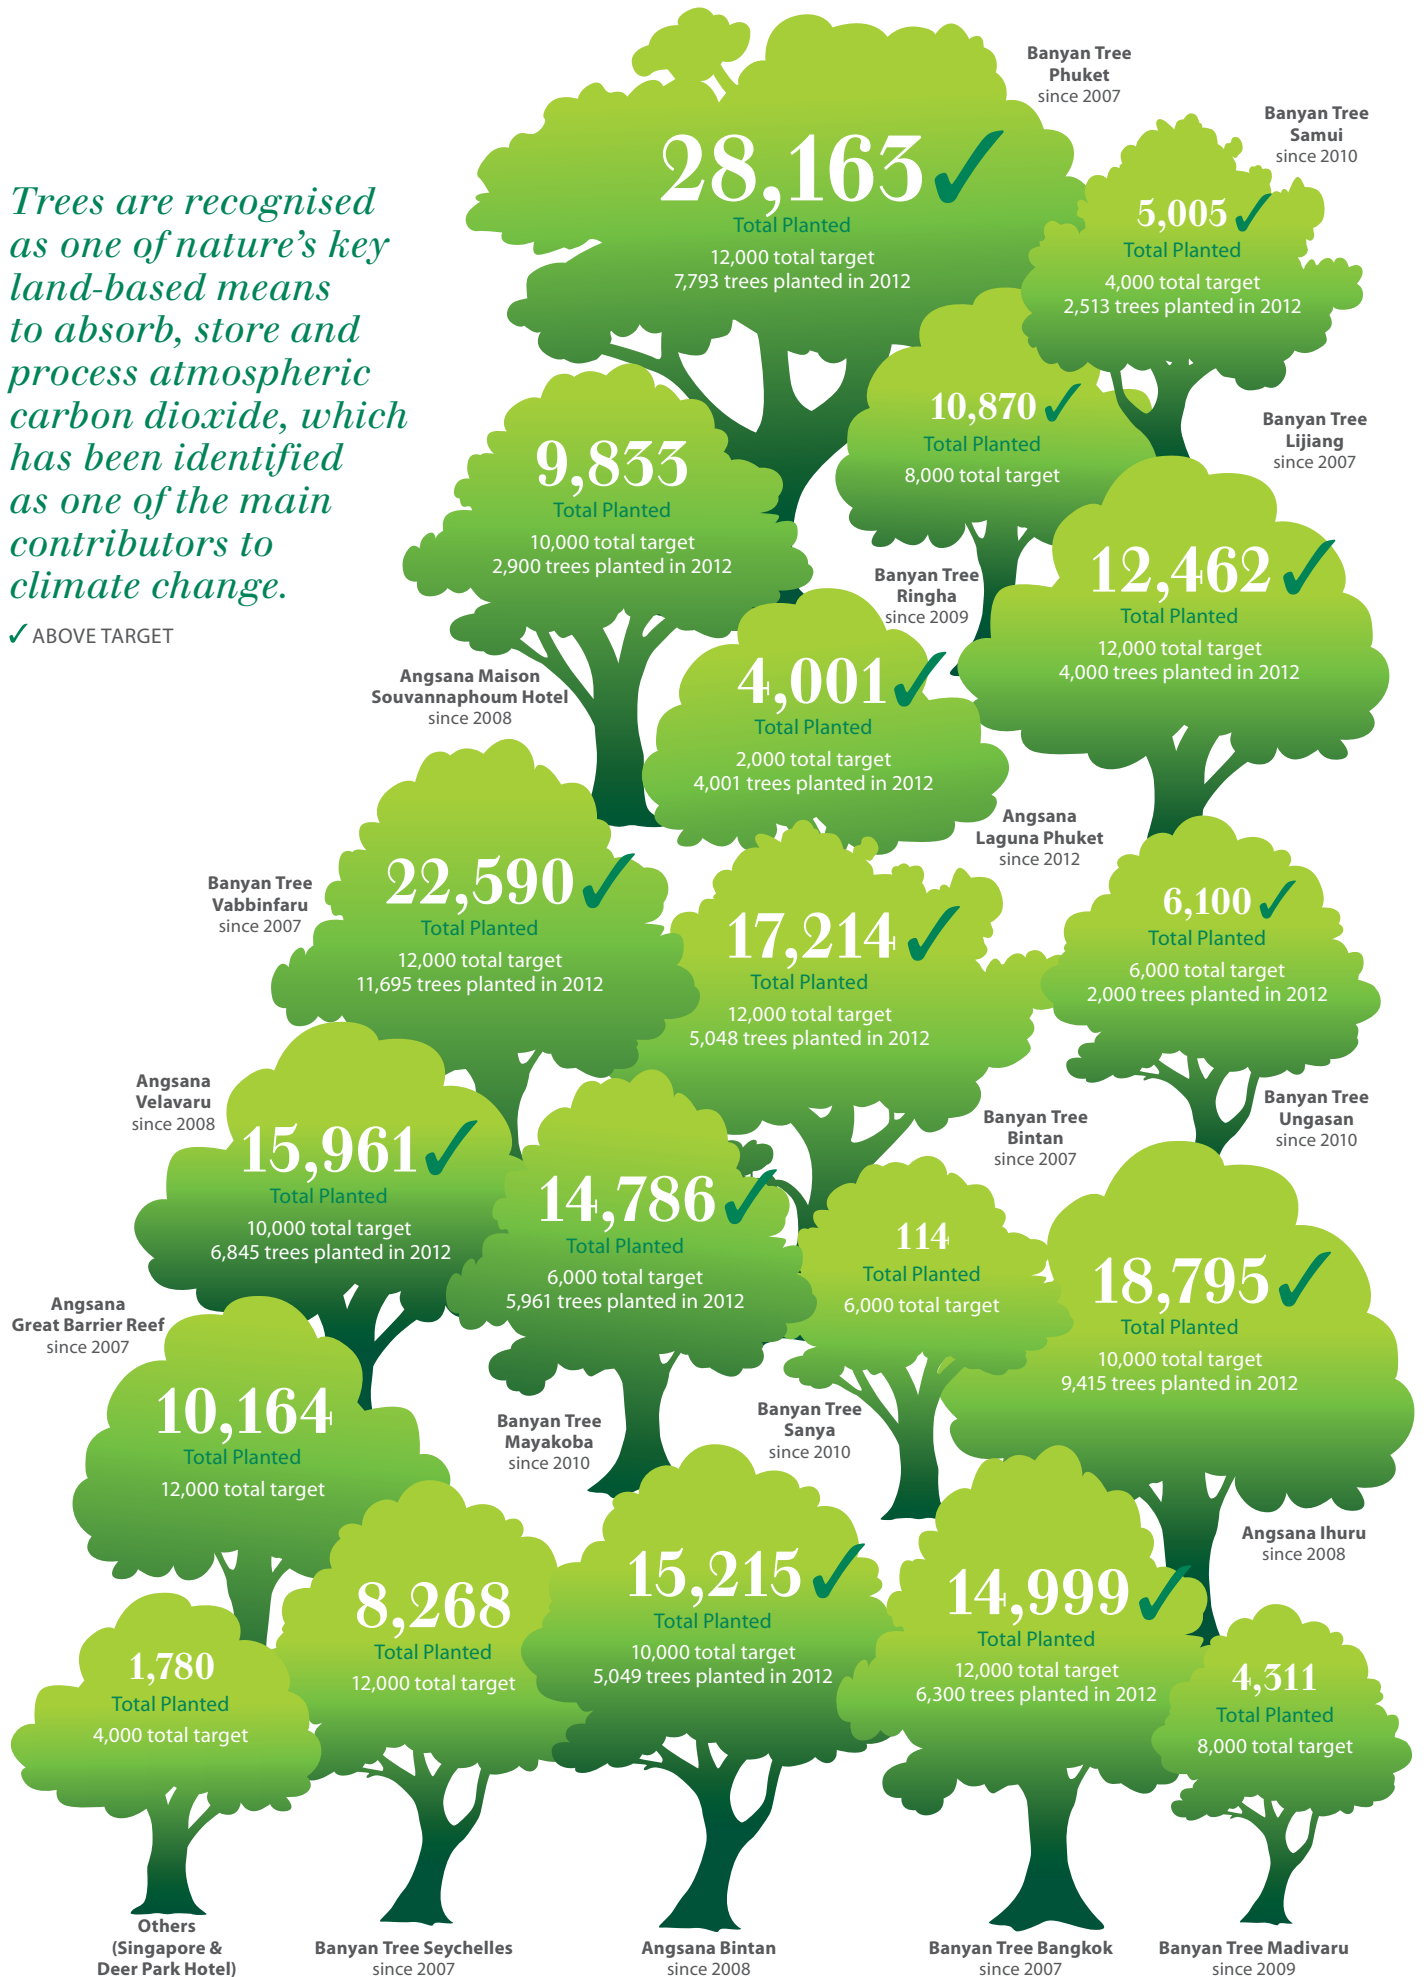 Trees are recognised
as one of nature's key
land-based means
to absorb, store and
process atmospheric
carbon dioxide, which
has been identified
as one of the main
contributors to
climate change.
✓ ABOVE TARGET
Banyan Tree
Phuket
since 2007
28,163 ✓
Total Planted
12,000 total target
7,793 trees planted in 2012
Banyan Tree
Samui
since 2010
5,005 ✓
Total Planted
4,000 total target
2,513 trees planted in 2012
10,870 ✓
Total Planted
8,000 total target
Banyan Tree
Ringha
since 2009
Banyan Tree
Lijiang
since 2007
12,462 ✓
Total Planted
12,000 total target
4,000 trees planted in 2012
9,833
Total Planted
10,000 total target
2,900 trees planted in 2012
Angsana Maison
Souvannaphoum Hotel
since 2008
4,001 ✓
Total Planted
2,000 total target
4,001 trees planted in 2012
Angsana
Laguna Phuket
since 2012
Banyan Tree
Vabbinfaru
since 2007
22,590 ✓
Total Planted
12,000 total target
11,695 trees planted in 2012
17,214 ✓
Total Planted
12,000 total target
5,048 trees planted in 2012
Banyan Tree
Bintan
since 2007
6,100 ✓
Total Planted
6,000 total target
2,000 trees planted in 2012
Banyan Tree
Ungasan
since 2010
Angsana
Velavaru
since 2008
15,961 ✓
Total Planted
10,000 total target
6,845 trees planted in 2012
14,786 ✓
Total Planted
6,000 total target
5,961 trees planted in 2012
Banyan Tree
Mayakoba
since 2010
114
Total Planted
6,000 total target
Banyan Tree
Sanya
since 2010
18,795 ✓
Total Planted
10,000 total target
9,415 trees planted in 2012
Angsana Ihuru
since 2008
Angsana
Great Barrier Reef
since 2007
10,164
Total Planted
12,000 total target
1,780
Total Planted
4,000 total target
Others
(Singapore &
Deer Park Hotel)
8,268
Total Planted
12,000 total target
Banyan Tree Seychelles
since 2007
15,215 ✓
Total Planted
10,000 total target
5,049 trees planted in 2012
Angsana Bintan
since 2008
14,999 ✓
Total Planted
12,000 total target
6,300 trees planted in 2012
Banyan Tree Bangkok
since 2007
4,311
Total Planted
8,000 total target
Banyan Tree Madivaru
since 2009